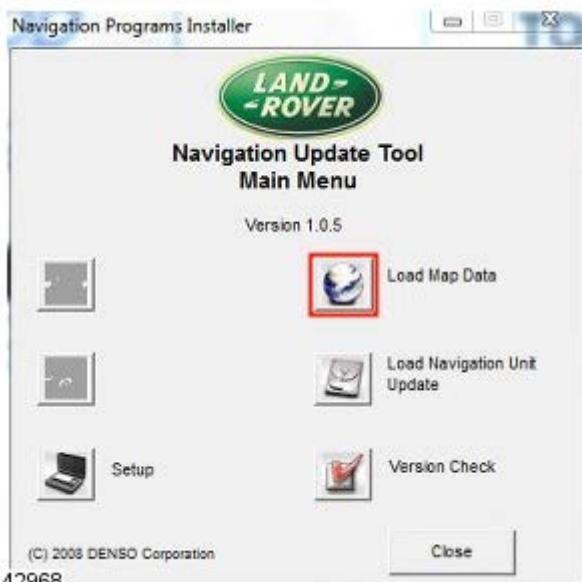 Navigation Programs Installer
LAND-
-ROVER
Navigation Update Tool
Main Menu
Version 1.0.5
Load Map Data
Load Navigation Unit
Update
Setup
Version Check
(C) 2008 DENSO Corporation
Close
42968